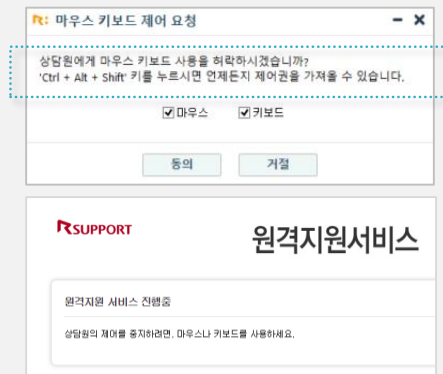 R: 마우스 키보드 제어 요청
상담원에게 마우스 키보드 사용을 허락하시겠습니까?
'Ctrl + Alt + Shift' 키를 누르시면 언제든지 제어권을 가져올 수 있습니다.
마우스 키보드
동의 거절
RSUPPORT 원격지원서비스
원격지원 서비스 진행중
상담원의 제어를 중지하려면, 마우스나 키보드를 사용하세요.